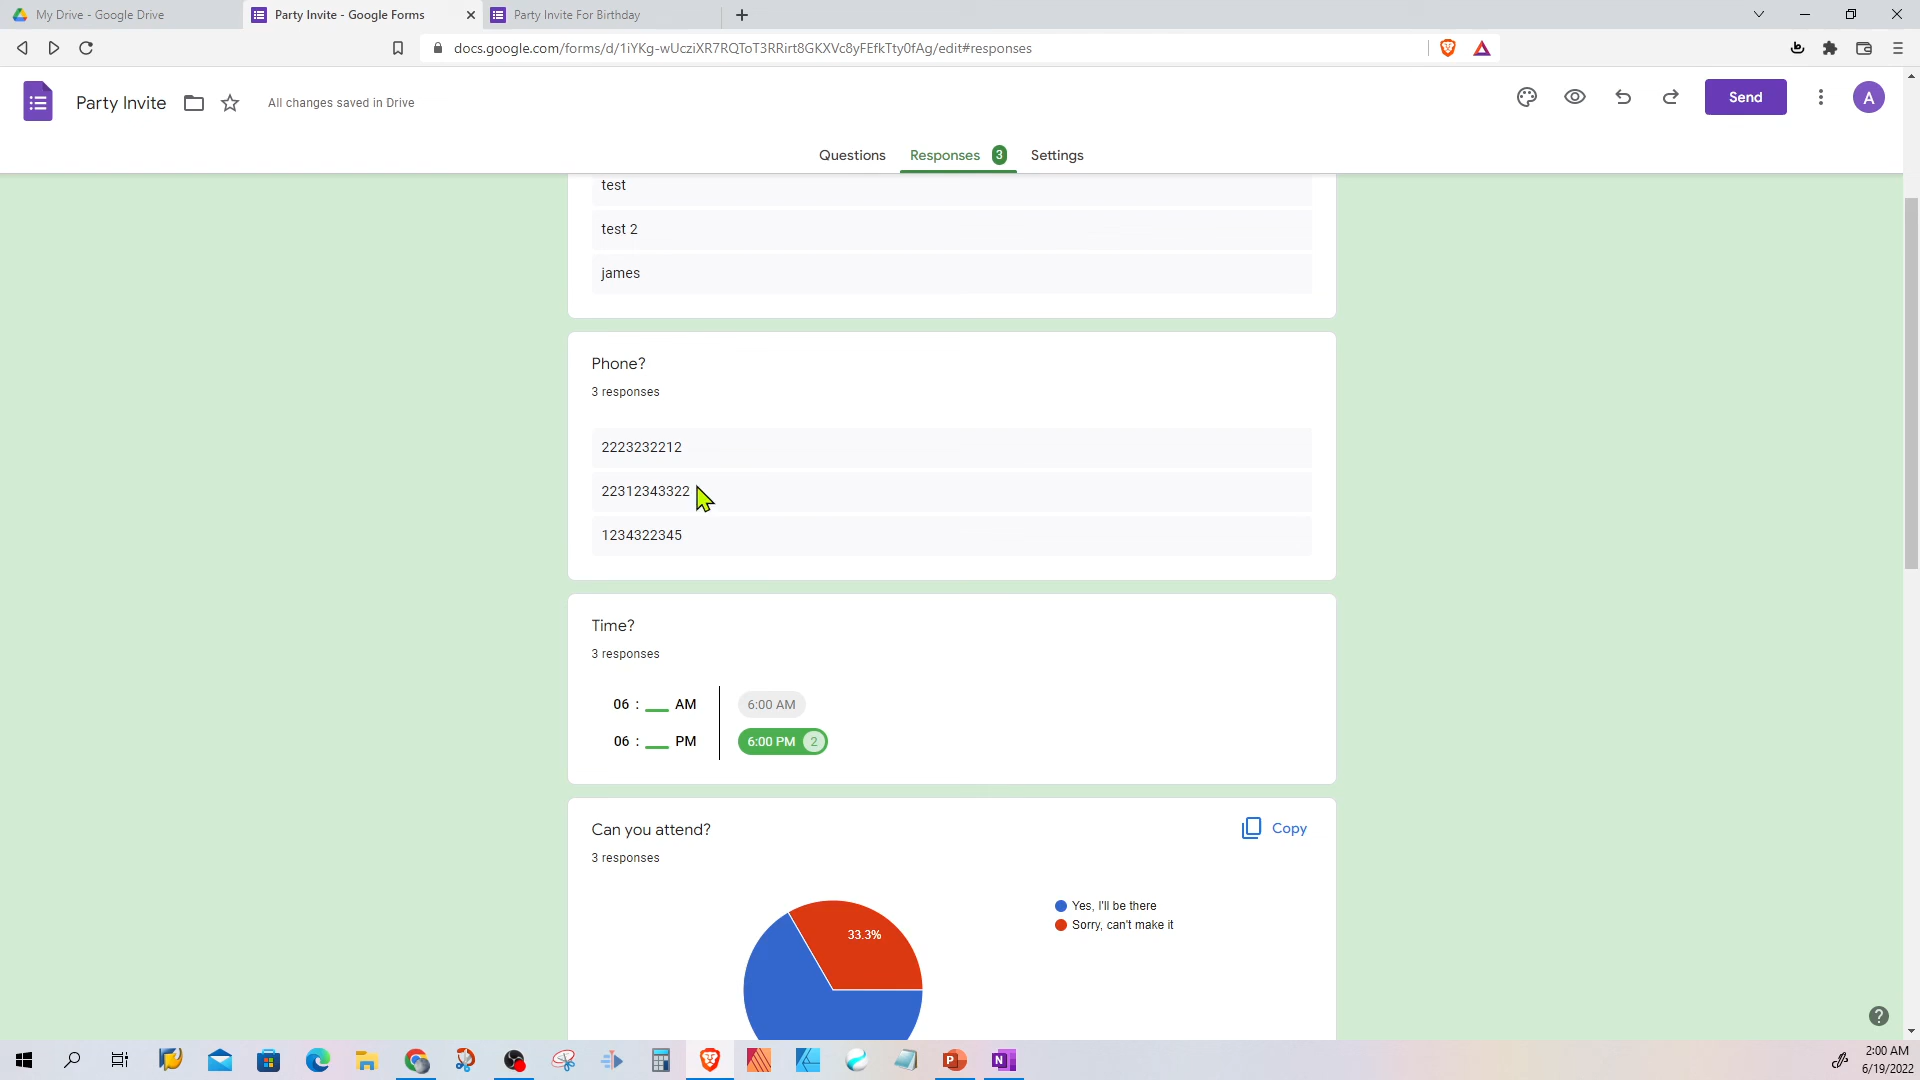 My Drive - Google Drive
Party Invite - Google Forms
Party Invite For Birthday
docs.google.com/forms/d/1iYKg-wUcziXR7RQToT3RRirt8GKXVc8yFEfkTty0fAg/edit#responses
Party Invite
All changes saved in Drive
Send
A
Questions
Responses 3
Settings
test
test 2
james
Phone?
3 responses
2223232212
22312343322
1234322345
Time?
3 responses
06 : __ AM
6:00 AM
06 : __ PM
6:00 PM 2
Can you attend?
Copy
3 responses
33.3%
Yes, I'll be there
Sorry, can't make it
2:00 AM
6/19/2022